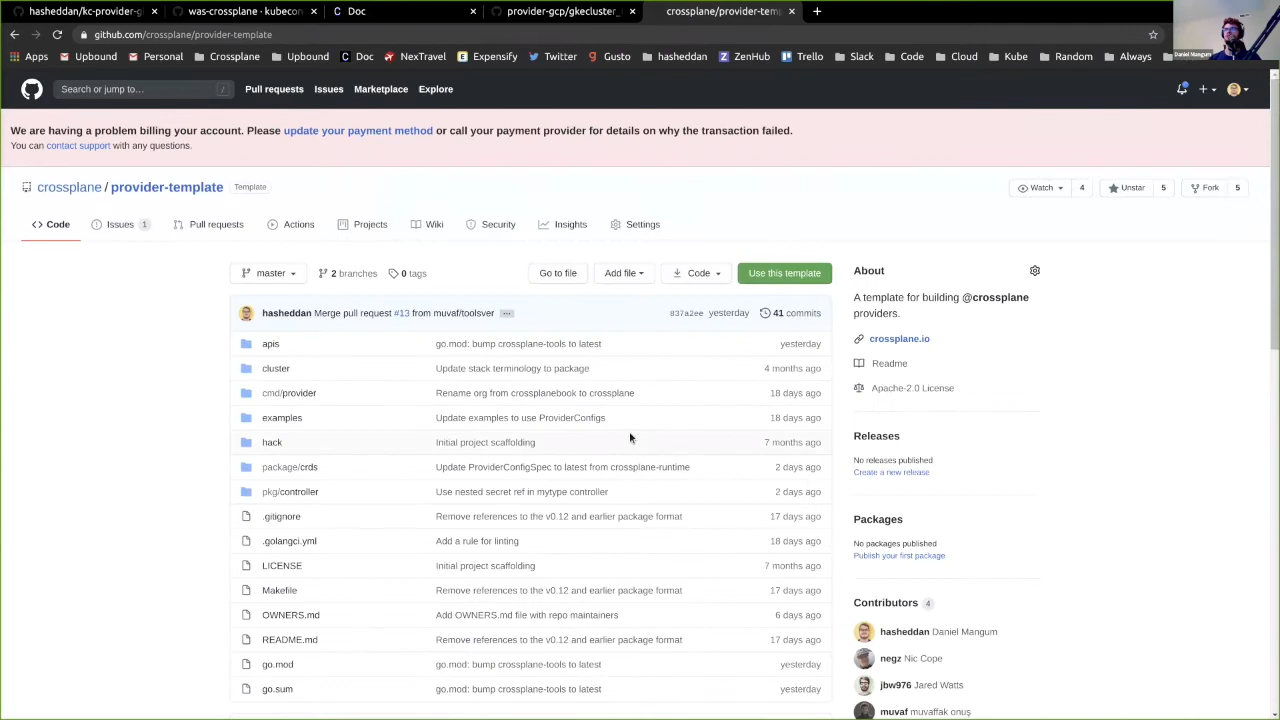 hasheddan/kc-provider-g
was-crossplane · kubecon
Doc
provider-gcp/gkecluster_
crossplane/provider-tem
github.com/crossplane/provider-template
Daniel Mangum
Apps
Upbound
Personal
Crossplane
Upbound
Doc
NexTravel
Expensify
Twitter
Gusto
hasheddan
ZenHub
Trello
Slack
Code
Cloud
Kube
Random
Always
Search or jump to…
/
Pull requests
Issues
Marketplace
Explore
We are having a problem billing your account. Please update your payment method or call your payment provider for details on why the transaction failed.
You can contact support with any questions.
crossplane / provider-template
Template
Watch 4
Unstar 5
Fork 5
Code
Issues 1
Pull requests
Actions
Projects
Wiki
Security
Insights
Settings
master
2 branches
0 tags
Go to file
Add file
Code
Use this template
hasheddan Merge pull request #13 from muvaf/toolsver … 837a2ee yesterday 41 commits
apis go.mod: bump crossplane-tools to latest yesterday
cluster Update stack terminology to package 4 months ago
cmd/provider Rename org from crossplanebook to crossplane 18 days ago
examples Update examples to use ProviderConfigs 18 days ago
hack Initial project scaffolding 7 months ago
package/crds Update ProviderConfigSpec to latest from crossplane-runtime 2 days ago
pkg/controller Use nested secret ref in mytype controller 2 days ago
.gitignore Remove references to the v0.12 and earlier package format 17 days ago
.golangci.yml Add a rule for linting 18 days ago
LICENSE Initial project scaffolding 7 months ago
Makefile Remove references to the v0.12 and earlier package format 17 days ago
OWNERS.md Add OWNERS.md file with repo maintainers 6 days ago
README.md Remove references to the v0.12 and earlier package format 17 days ago
go.mod go.mod: bump crossplane-tools to latest yesterday
go.sum go.mod: bump crossplane-tools to latest yesterday
About
A template for building @crossplane
providers.
crossplane.io
Readme
Apache-2.0 License
Releases
No releases published
Create a new release
Packages
No packages published
Publish your first package
Contributors 4
hasheddan Daniel Mangum
negz Nic Cope
jbw976 Jared Watts
muvaf muvaffak onuş